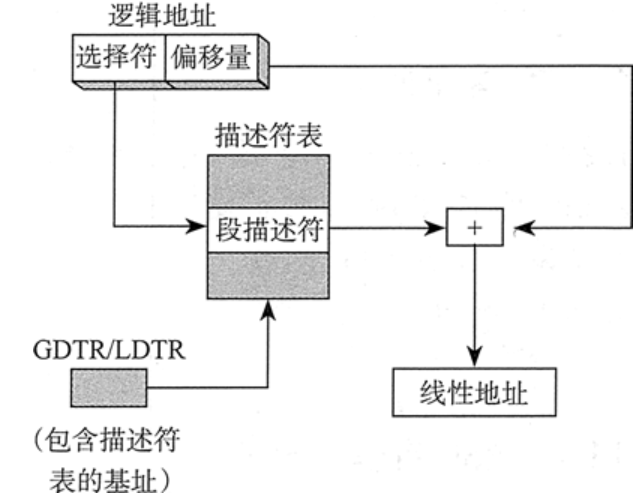 逻辑地址
选择符 偏移量
描述符表
段描述符
+
GDTR/LDTR
线性地址
（包含描述符
表的基址）